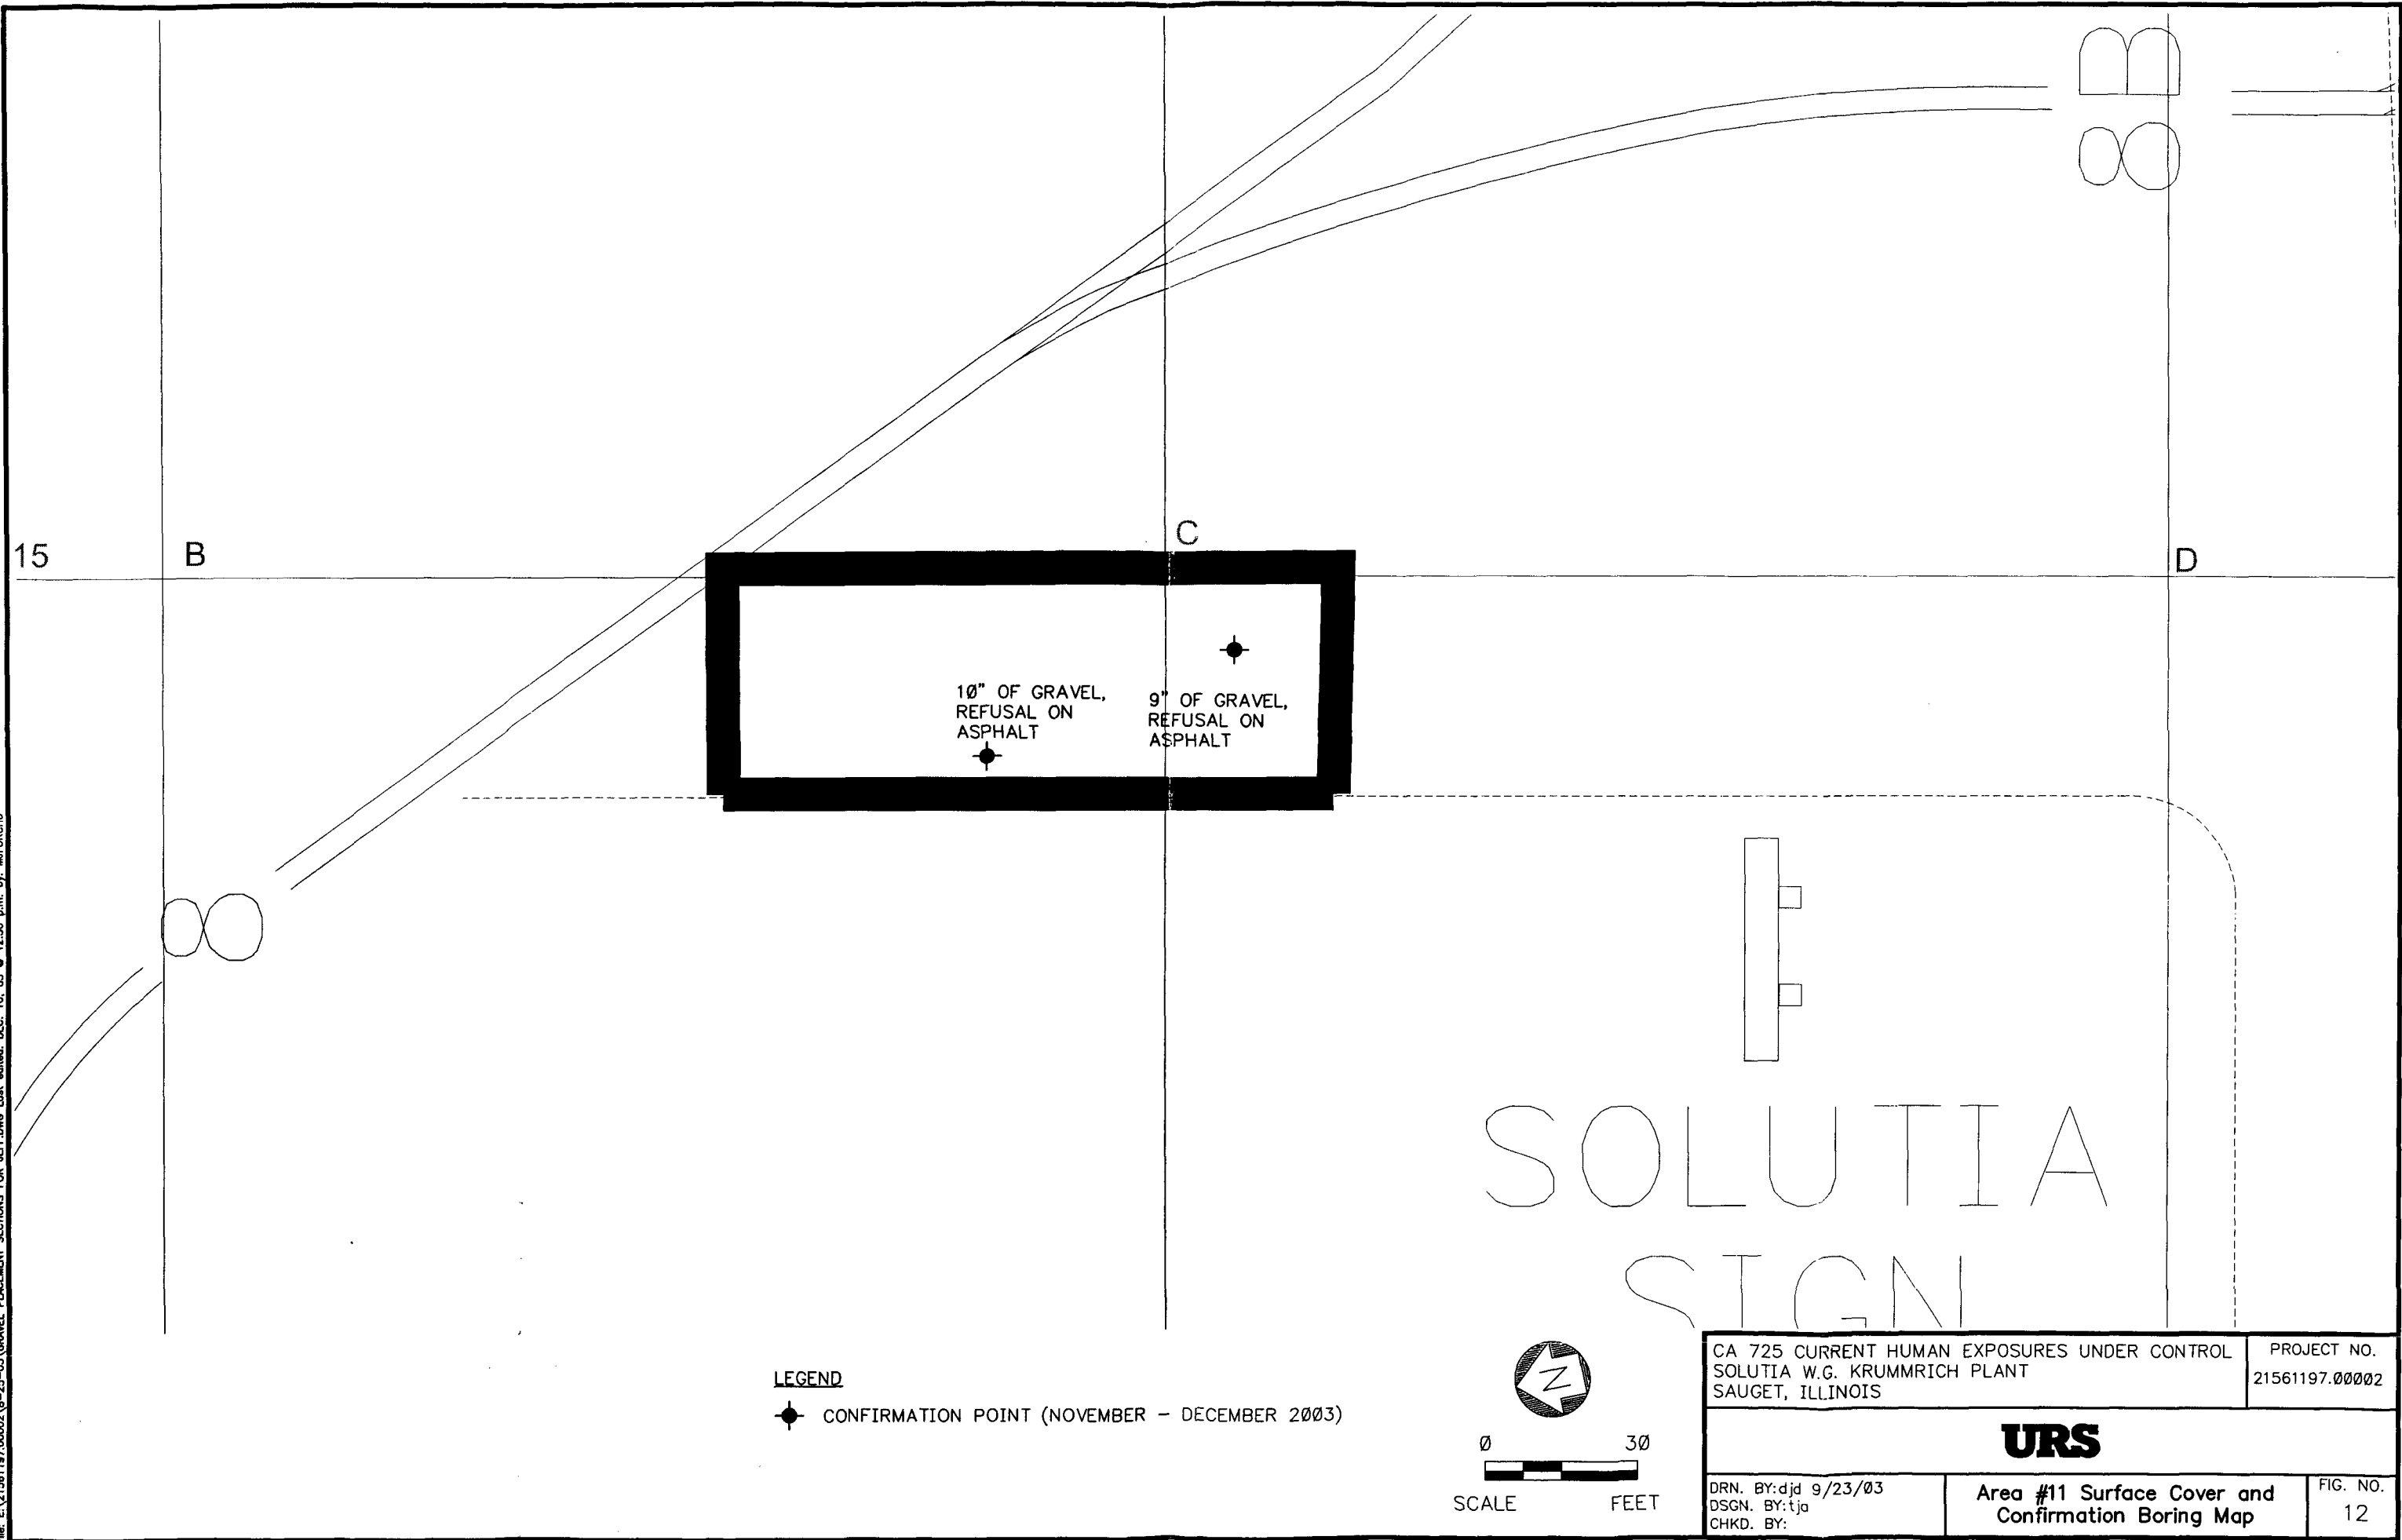 8
B
15
B
C
D
10" OF GRAVEL,
REFUSAL ON
ASPHALT
9" OF GRAVEL,
REFUSAL ON
ASPHALT
8
SOLUTIA
SIGN
LEGEND
CONFIRMATION POINT (NOVEMBER - DECEMBER 2003)
N
0 30
SCALE FEET
CA 725 CURRENT HUMAN EXPOSURES UNDER CONTROL
SOLUTIA W.G. KRUMMRICH PLANT
SAUGET, ILLINOIS
PROJECT NO.
21561197.00002
URS
DRN. BY:djd 9/23/03
DSGN. BY:tja
CHKD. BY:
Area #11 Surface Cover and
Confirmation Boring Map
FIG. NO.
12